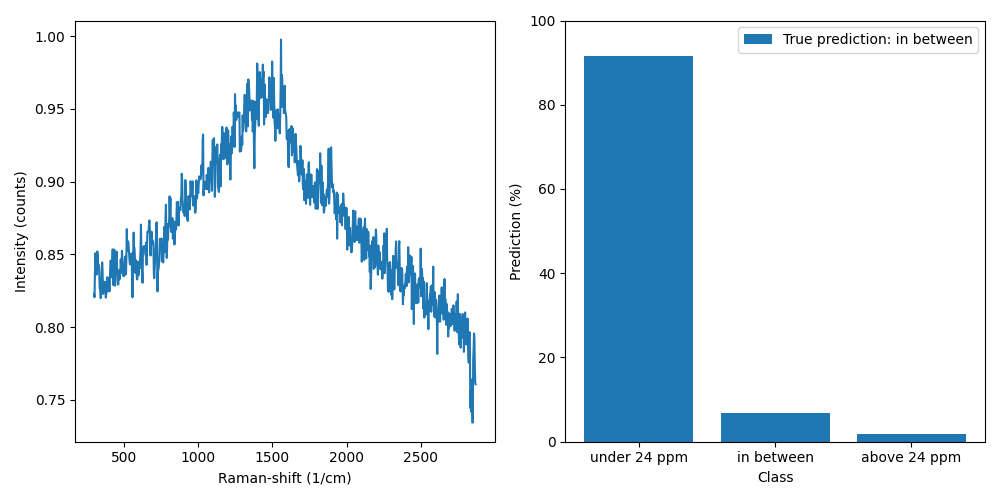 1.00
0.95
0.90
0.85
0.80
0.75
Intensity (counts)
500 1000 1500 2000 2500
Raman-shift (1/cm)
100
80
60
40
20
0
Prediction (%)
True prediction: in between
under 24 ppm in between above 24 ppm
Class